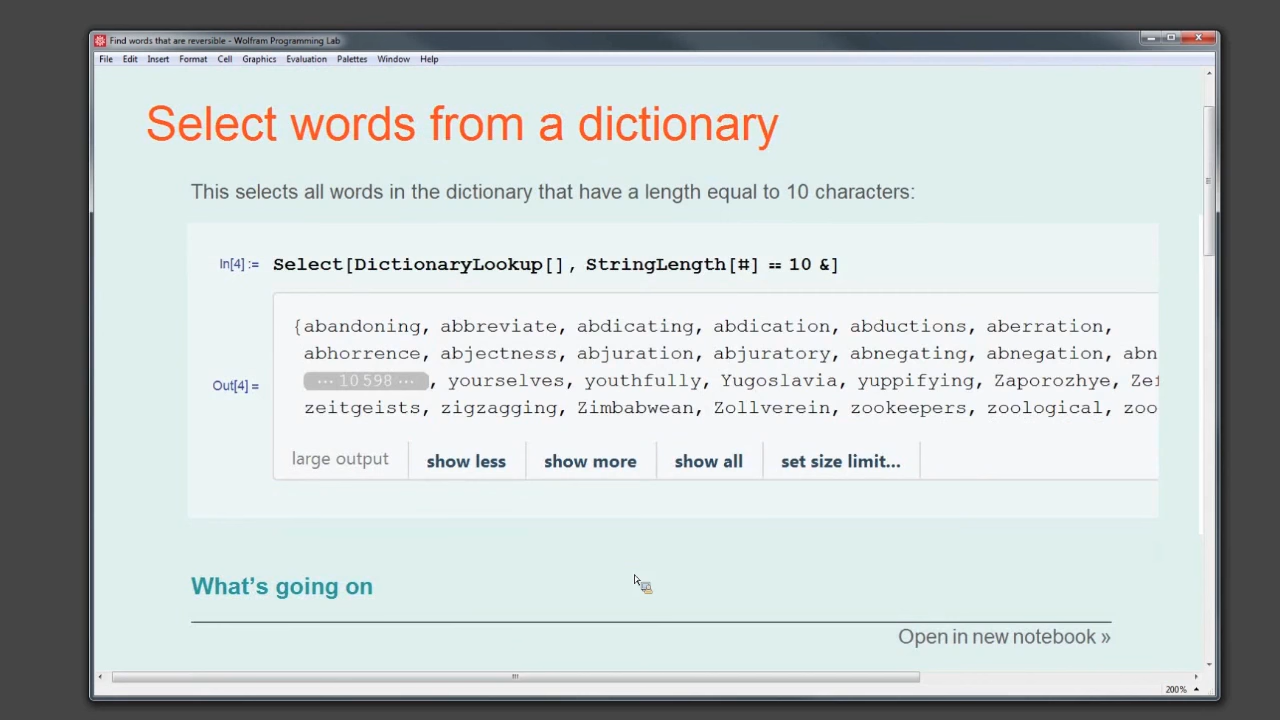 Find words that are reversible - Wolfram Programming Lab
File Edit Insert Format Cell Graphics Evaluation Palettes Window Help
Select words from a dictionary
This selects all words in the dictionary that have a length equal to 10 characters:
In[4]:= Select[DictionaryLookup[], StringLength[#] == 10 &]
{abandoning, abbreviate, abdicating, abdication, abductions, aberration,
abhorrence, abjectness, abjuration, abjuratory, abnegating, abnegation, abn
Out[4]= ··· 10 598 ··· , yourselves, youthfully, Yugoslavia, yuppifying, Zaporozhye, Zef
zeitgeists, zigzagging, Zimbabwean, Zollverein, zookeepers, zoological, zoo
large output show less show more show all set size limit...
What's going on
Open in new notebook »
200%